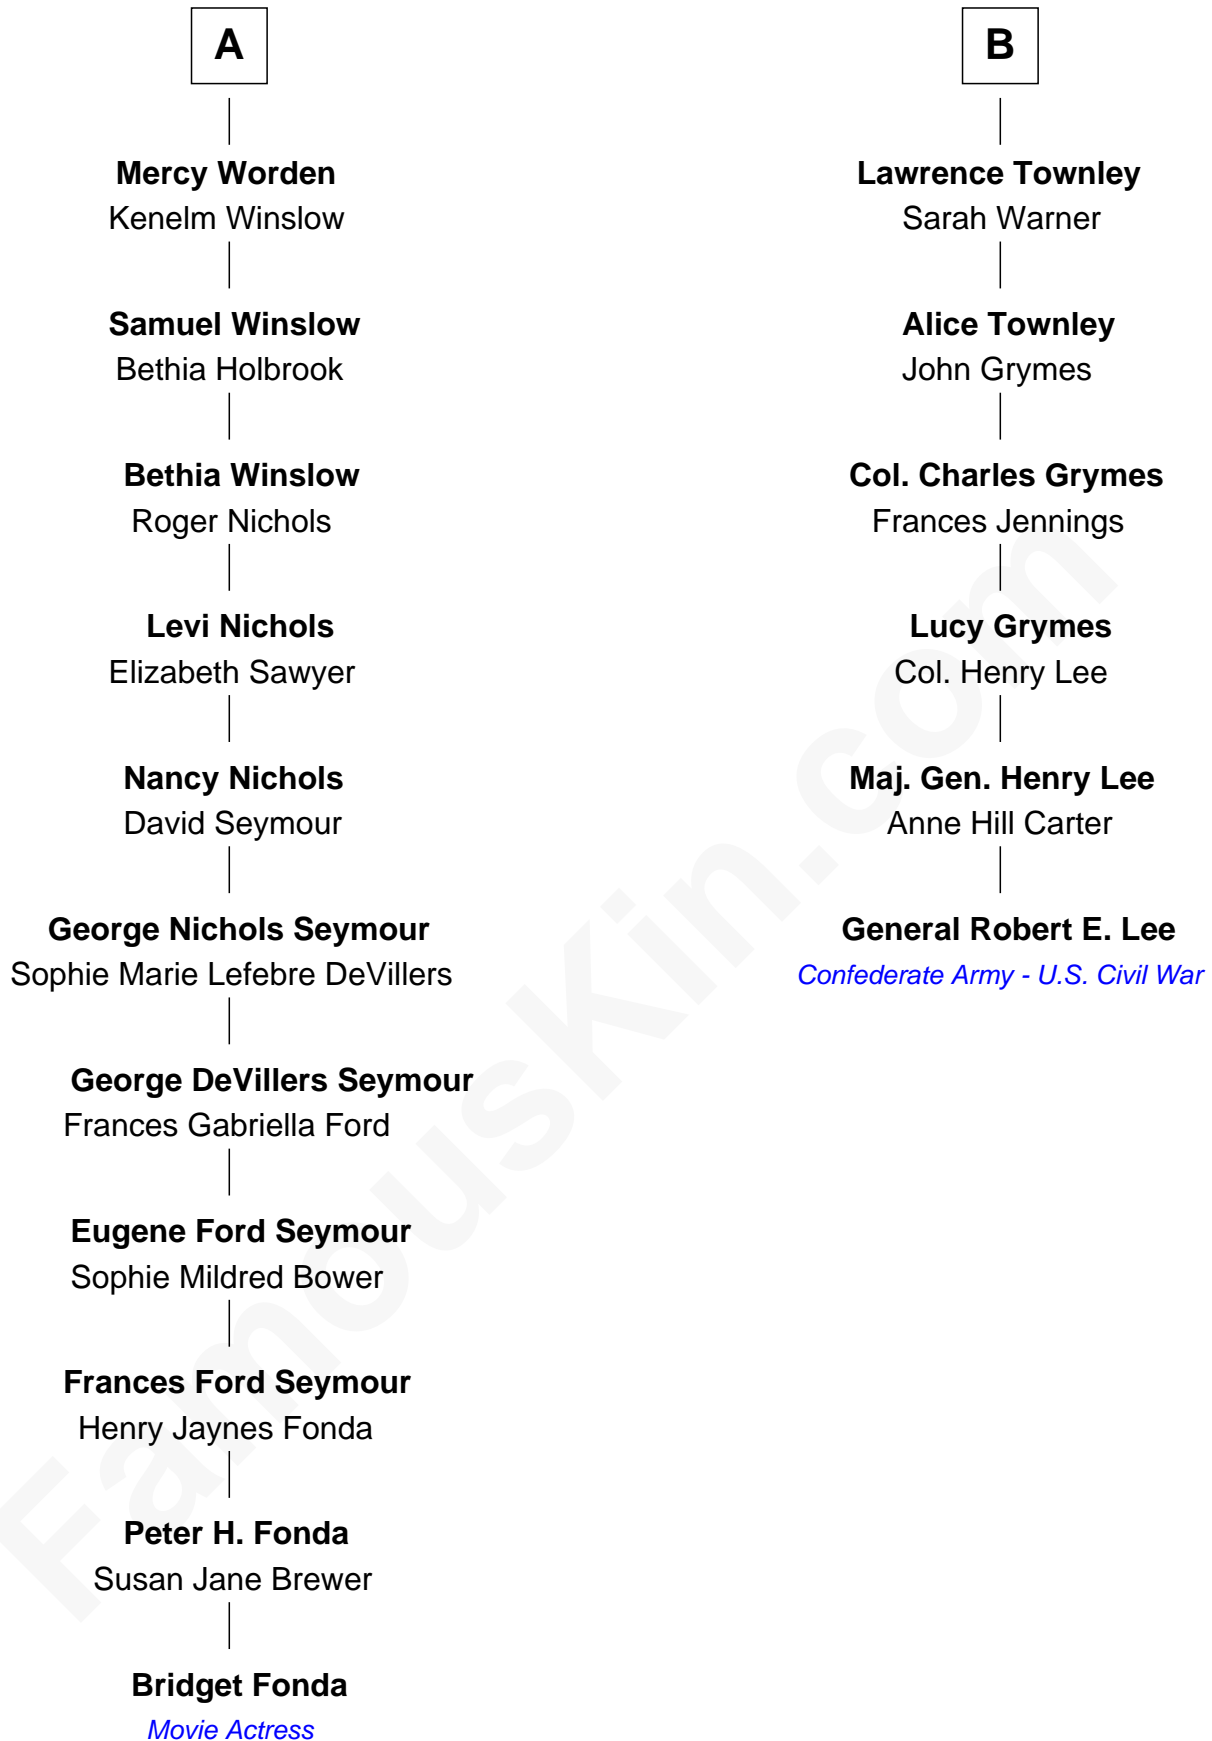 A
Mercy Worden
Kenelm Winslow
Samuel Winslow
Bethia Holbrook
Bethia Winslow
Roger Nichols
Levi Nichols
Elizabeth Sawyer
Nancy Nichols
David Seymour
George Nichols Seymour
Sophie Marie Lefebre DeVillers
George DeVillers Seymour
Frances Gabriella Ford
Eugene Ford Seymour
Sophie Mildred Bower
Frances Ford Seymour
Henry Jaynes Fonda
Peter H. Fonda
Susan Jane Brewer
Bridget Fonda
Movie Actress
B
Lawrence Townley
Sarah Warner
Alice Townley
John Grymes
Col. Charles Grymes
Frances Jennings
Lucy Grymes
Col. Henry Lee
Maj. Gen. Henry Lee
Anne Hill Carter
General Robert E. Lee
Confederate Army - U.S. Civil War
FamousKin.com